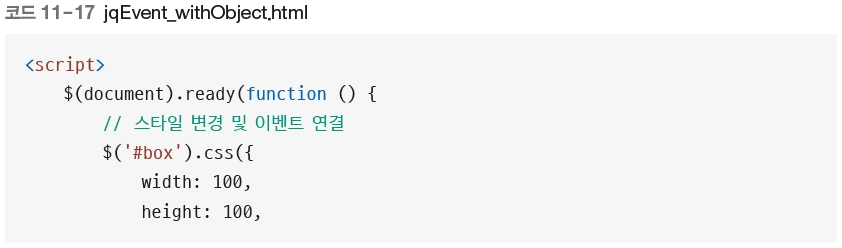 코드 11-17 jqEvent_withObject.html
<script>
$(document).ready(function () {
// 스타일 변경 및 이벤트 연결
$('#box').css({
width: 100,
height: 100,